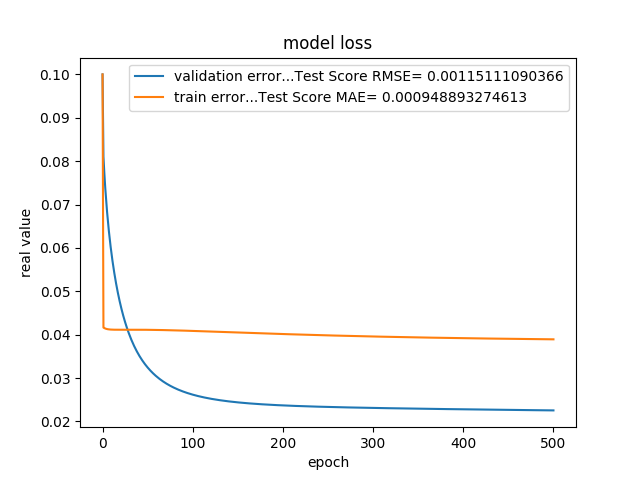 model loss
validation error...Test Score RMSE= 0.00115111090366
train error...Test Score MAE= 0.000948893274613
real value
0.10
0.09
0.08
0.07
0.06
0.05
0.04
0.03
0.02
0 100 200 300 400 500
epoch